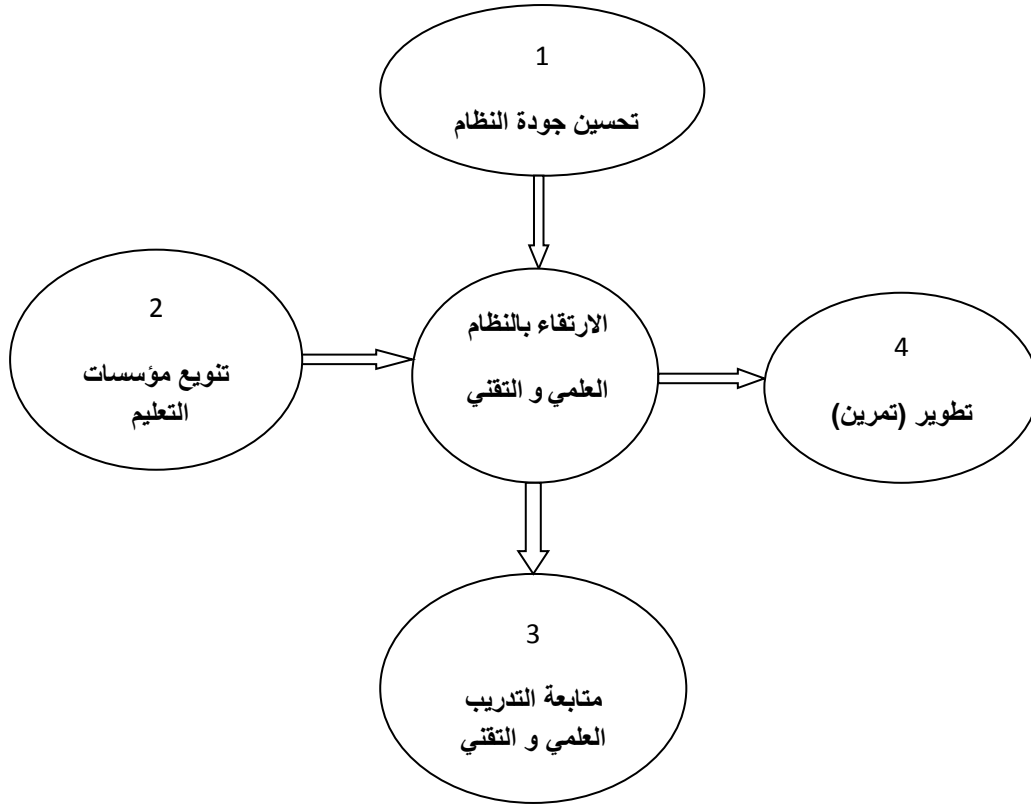 1
تحسين جودة النظام
2
تنويع مؤسسات
التعليم
الارتقاء بالنظام
العلمي و التقني
4
تطوير (تمرين)
3
متابعة التدريب
العلمي و التقني